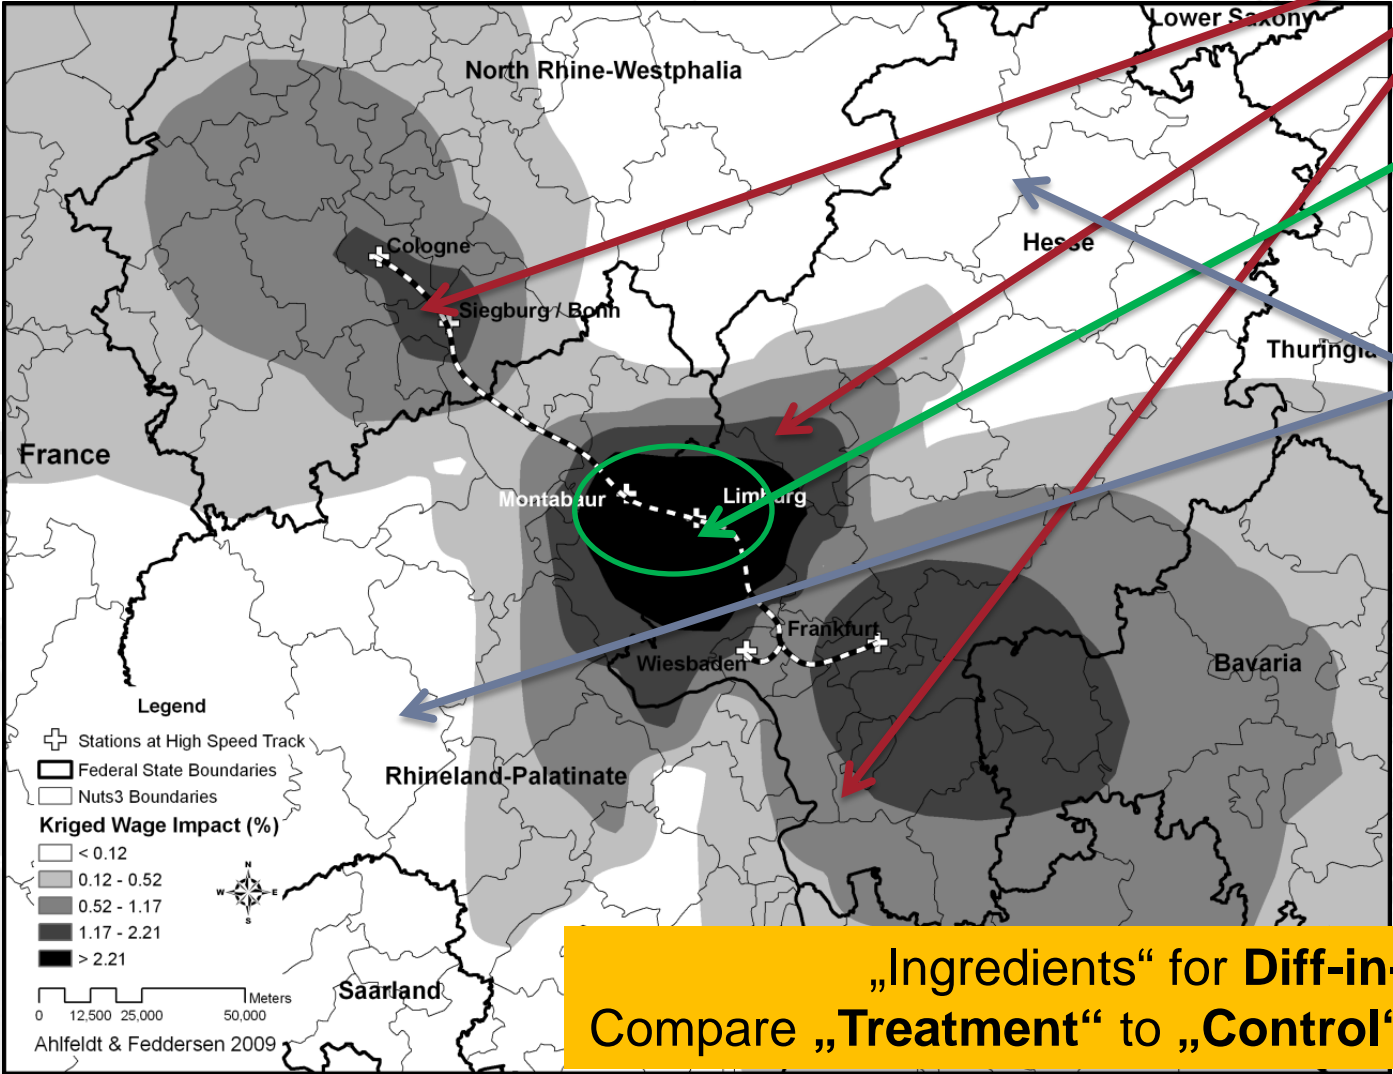 Lower Saxony
North Rhine-Westphalia
Hesse
Cologne
Siegburg / Bonn
Thuringia
France
Montabaur
Limburg
Frankfurt
Wiesbaden
Bavaria
Rhineland-Palatinate
Saarland
Legend
Stations at High Speed Track
Federal State Boundaries
Nuts3 Boundaries
Kriged Wage Impact (%)
< 0.12
0.12 - 0.52
0.52 - 1.17
1.17 - 2.21
> 2.21
N
W E
S
Meters
0 12,500 25,000 50,000
Ahlfeldt & Feddersen 2009
„Ingredients“ for Diff-in-
Compare „Treatment“ to „Control“